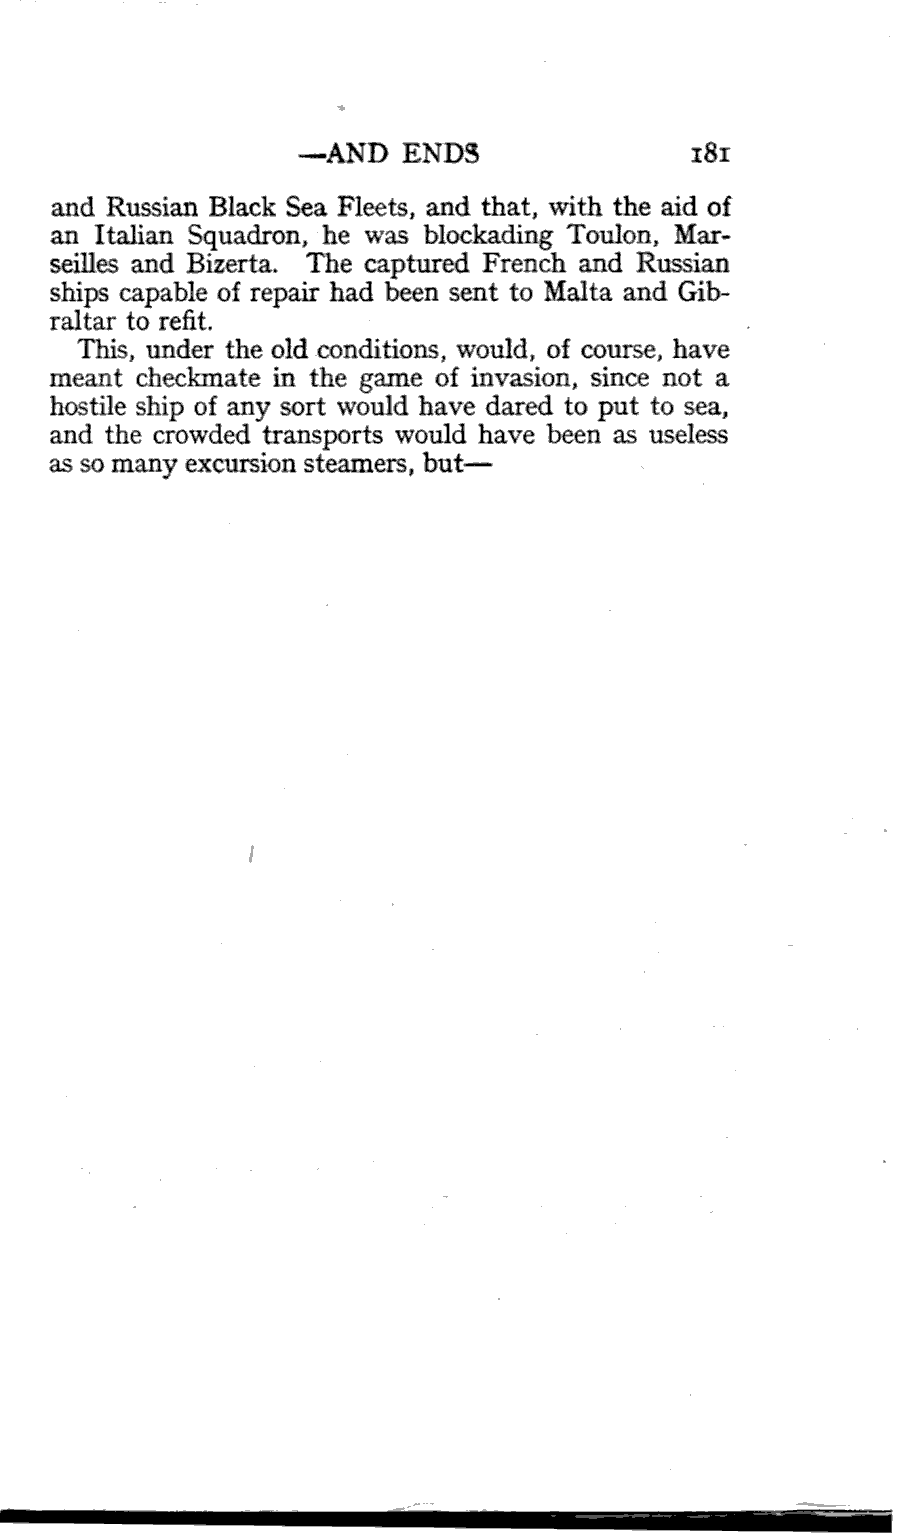 —AND ENDS 181
and Russian Black Sea Fleets, and that, with the aid of
an Italian Squadron, he was blockading Toulon, Mar-
seilles and Bizerta. The captured French and Russian
ships capable of repair had been sent to Malta and Gib-
raltar to refit.
This, under the old conditions, would, of course, have
meant checkmate in the game of invasion, since not a
hostile ship of any sort would have dared to put to sea,
and the crowded transports would have been as useless
as so many excursion steamers, but—